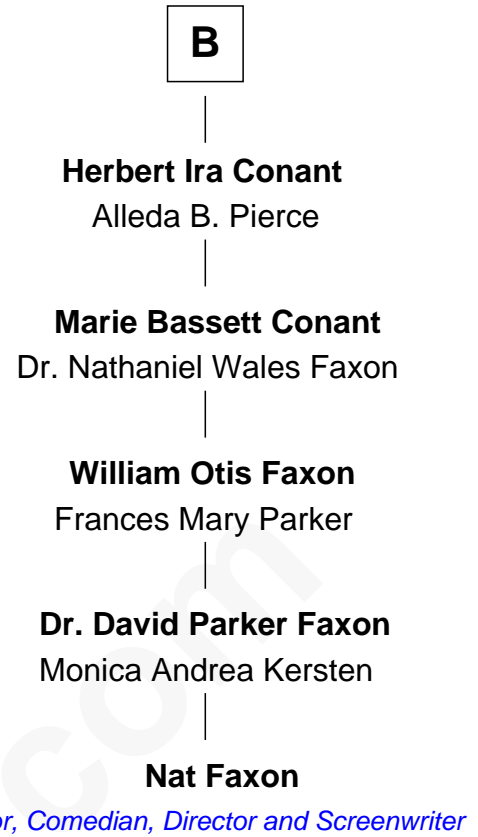 B
Herbert Ira Conant
Alleda B. Pierce
Marie Bassett Conant
Dr. Nathaniel Wales Faxon
William Otis Faxon
Frances Mary Parker
Dr. David Parker Faxon
Monica Andrea Kersten
Nat Faxon
Comedian, Director and Screenwriter
com